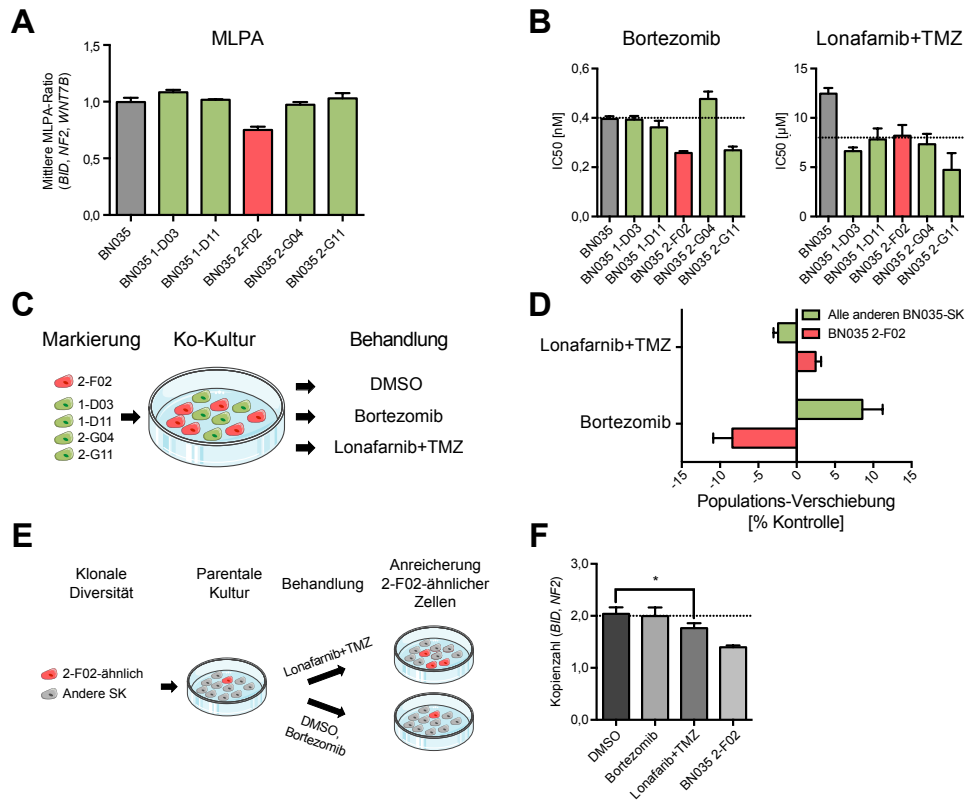 A
MLPA
Mittlere MLPA-Ratio
(BID, NF2, WNT7B)
1,5
1,0
0,5
0,0
BN035
BN035 1-D03
BN035 1-D11
BN035 2-F02
BN035 2-G04
BN035 2-G11
B
Bortezomib
IC50 [nM]
0,6
0,4
0,2
0,0
BN035
BN035 1-D03
BN035 1-D11
BN035 2-F02
BN035 2-G04
BN035 2-G11
Lonafarnib+TMZ
IC50 [µM]
15
10
5
0
BN035
BN035 1-D03
BN035 1-D11
BN035 2-F02
BN035 2-G04
BN035 2-G11
C
Markierung
Ko-Kultur
Behandlung
2-F02
1-D03
1-D11
2-G04
2-G11
DMSO
Bortezomib
Lonafarnib+TMZ
D
Alle anderen BN035-SK
BN035 2-F02
Lonafarnib+TMZ
Bortezomib
-15
-10
-5
0
5
10
15
Populations-Verschiebung
[% Kontrolle]
E
Klonale
Diversität
Parentale
Kultur
Behandlung
Anreicherung
2-F02-ähnlicher
Zellen
2-F02-ähnlich
Andere SK
Lonafarnib+TMZ
DMSO,
Bortezomib
F
Kopienzahl (BID, NF2)
3,0
2,0
1,0
0,0
*
DMSO
Bortezomib
Lonafarib+TMZ
BN035 2-F02